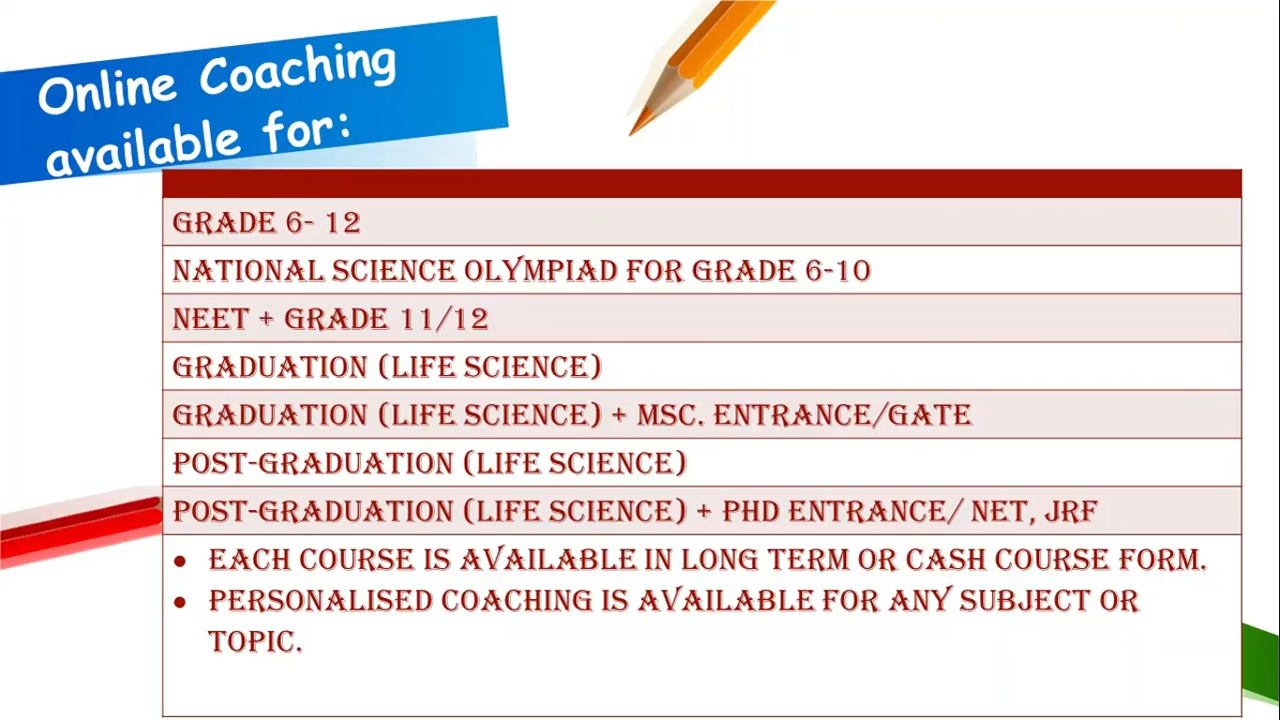 Online Coaching
available for:
GRADE 6- 12
NATIONAL SCIENCE OLYMPIAD FOR GRADE 6-10
NEET + GRADE 11/12
GRADUATION (LIFE SCIENCE)
GRADUATION (LIFE SCIENCE) + MSC. ENTRANCE/GATE
POST-GRADUATION (LIFE SCIENCE)
POST-GRADUATION (LIFE SCIENCE) + PHD ENTRANCE/ NET, JRF
• EACH COURSE IS AVAILABLE IN LONG TERM OR CASH COURSE FORM.
• PERSONALISED COACHING IS AVAILABLE FOR ANY SUBJECT OR
TOPIC.